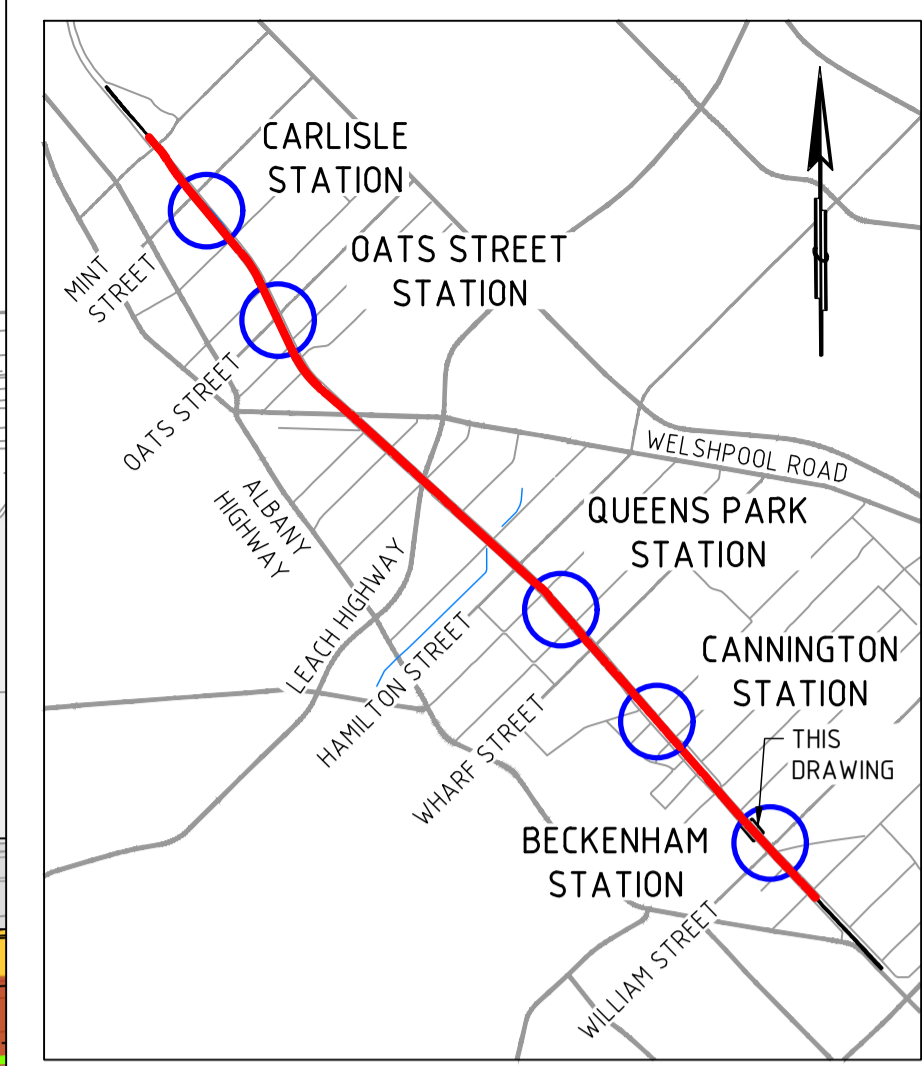 CARLISLE
STATION
OATS STREET
STATION
MINT
STREET
OATS STREET
WELSHPOOL ROAD
ALBANY
HIGHWAY
QUEENS PARK
STATION
LEACH HIGHWAY
HAMILTON STREET
CANNINGTON
STATION
WHARF STREET
THIS
DRAWING
BECKENHAM
STATION
WILLIAM STREET